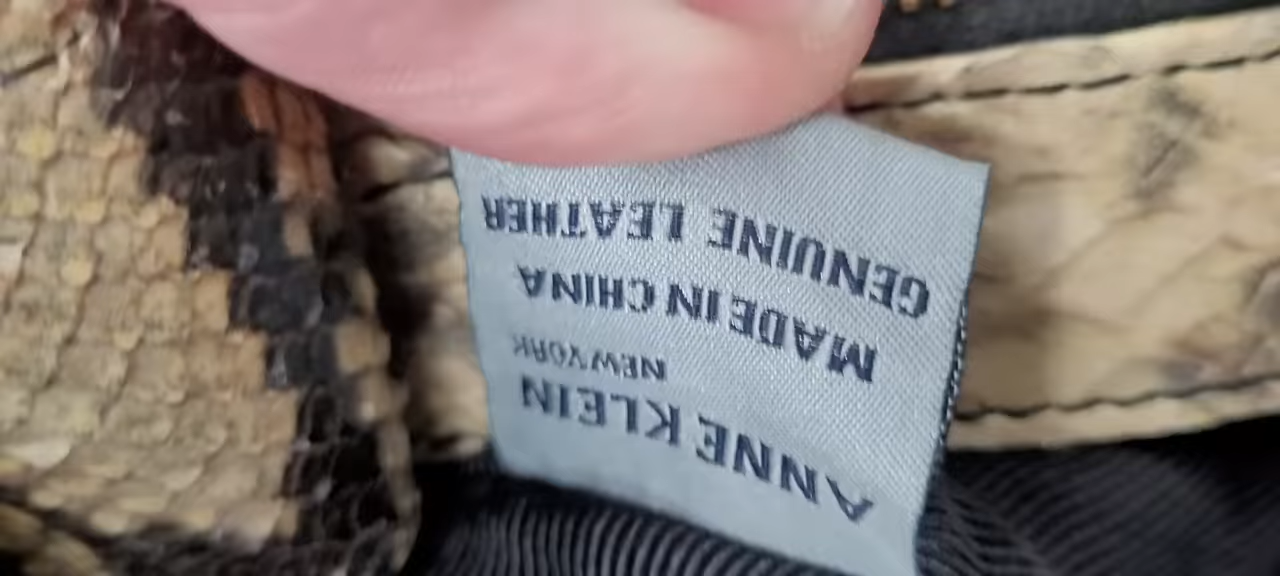 ANNE KLEIN
NEW YORK
MADE IN CHINA
GENUINE LEATHER